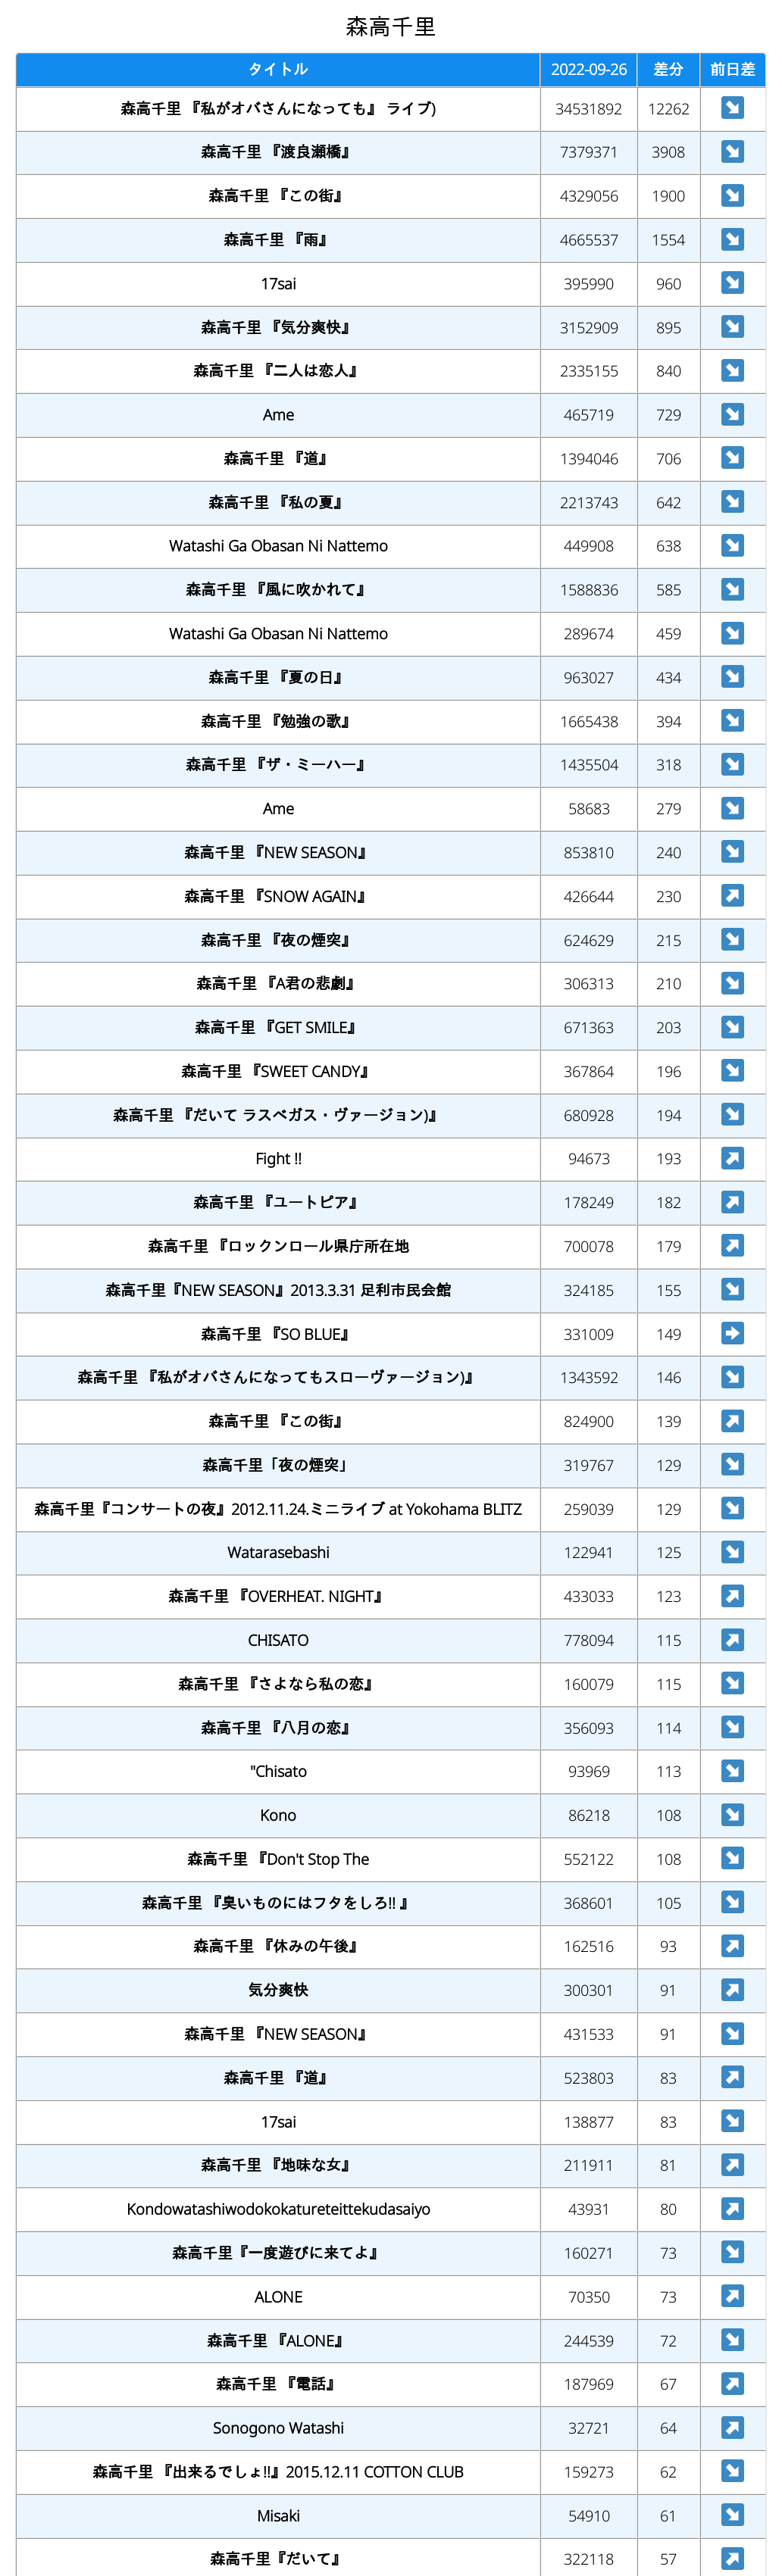 森高千里
タイトル 2022-09-26 差分 前日差
森高千里 『私がオバさんになっても』 ライブ) 34531892 12262
森高千里 『渡良瀬橋』 7379371 3908
森高千里 『この街』 4329056 1900
森高千里 『雨』 4665537 1554
17sai 395990 960
森高千里 『気分爽快』 3152909 895
森高千里 『二人は恋人』 2335155 840
Ame 465719 729
森高千里 『道』 1394046 706
森高千里 『私の夏』 2213743 642
Watashi Ga Obasan Ni Nattemo 449908 638
森高千里 『風に吹かれて』 1588836 585
Watashi Ga Obasan Ni Nattemo 289674 459
森高千里 『夏の日』 963027 434
森高千里 『勉強の歌』 1665438 394
森高千里 『ザ・ミーハー』 1435504 318
Ame 58683 279
森高千里 『NEW SEASON』 853810 240
森高千里 『SNOW AGAIN』 426644 230
森高千里 『夜の煙突』 624629 215
森高千里 『A君の悲劇』 306313 210
森高千里 『GET SMILE』 671363 203
森高千里 『SWEET CANDY』 367864 196
森高千里 『だいて ラスベガス・ヴァージョン)』 680928 194
Fight !! 94673 193
森高千里 『ユートピア』 178249 182
森高千里 『ロックンロール県庁所在地 700078 179
森高千里『NEW SEASON』2013.3.31 足利市民会館 324185 155
森高千里 『SO BLUE』 331009 149
森高千里 『私がオバさんになってもスローヴァージョン)』 1343592 146
森高千里 『この街』 824900 139
森高千里「夜の煙突」 319767 129
森高千里『コンサートの夜』2012.11.24.ミニライブ at Yokohama BLITZ 259039 129
Watarasebashi 122941 125
森高千里 『OVERHEAT. NIGHT』 433033 123
CHISATO 778094 115
森高千里 『さよなら私の恋』 160079 115
森高千里 『八月の恋』 356093 114
"Chisato 93969 113
Kono 86218 108
森高千里 『Don't Stop The 552122 108
森高千里 『臭いものにはフタをしろ!! 』 368601 105
森高千里 『休みの午後』 162516 93
気分爽快 300301 91
森高千里 『NEW SEASON』 431533 91
森高千里 『道』 523803 83
17sai 138877 83
森高千里 『地味な女』 211911 81
Kondowatashiwodokokatureteittekudasaiyo 43931 80
森高千里『一度遊びに来てよ』 160271 73
ALONE 70350 73
森高千里 『ALONE』 244539 72
森高千里 『電話』 187969 67
Sonogono Watashi 32721 64
森高千里 『出来るでしょ!!』2015.12.11 COTTON CLUB 159273 62
Misaki 54910 61
森高千里『だいて』 322118 57